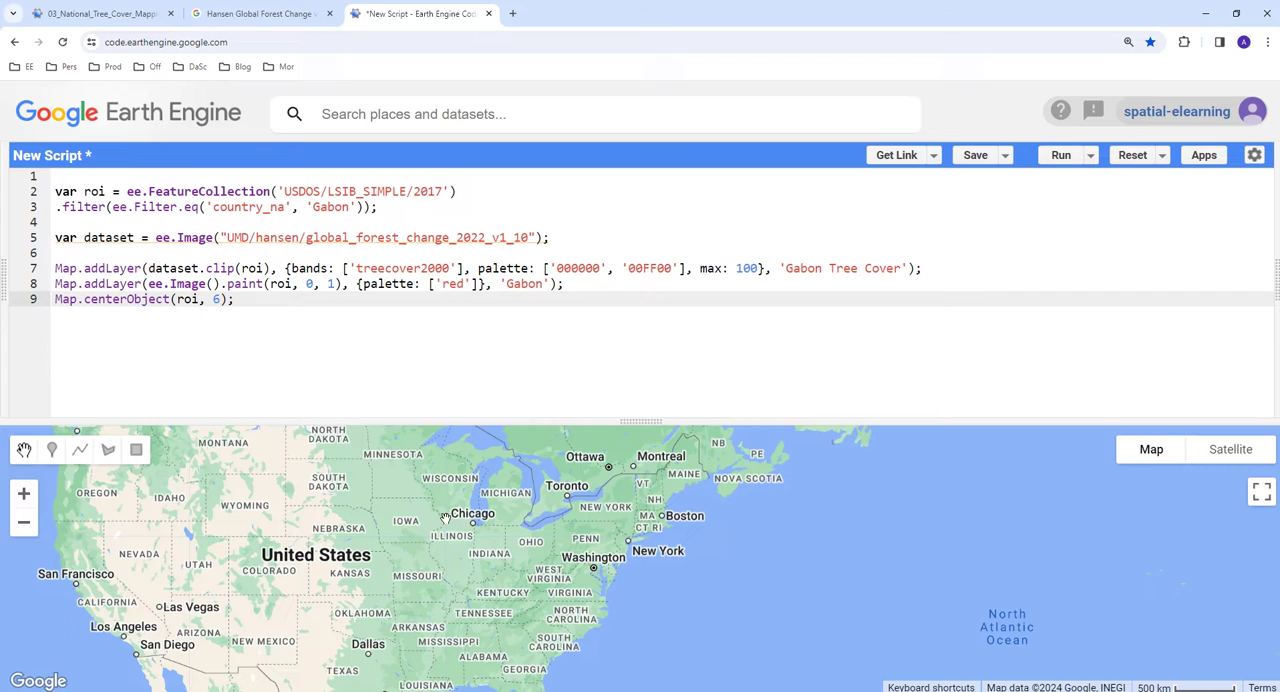 03_National_Tree_Cover_Mapp
Hansen Global Forest Change v
*New Script - Earth Engine Cod
code.earthengine.google.com
EE Pers Prod Off DaSc Blog Mor
A
Google Earth Engine
Search places and datasets...
spatial-elearning
New Script *
Get Link Save Run Reset Apps
1
2 var roi = ee.FeatureCollection('USDOS/LSIB_SIMPLE/2017')
3 .filter(ee.Filter.eq('country_na', 'Gabon'));
4
5 var dataset = ee.Image("UMD/hansen/global_forest_change_2022_v1_10");
6
7 Map.addLayer(dataset.clip(roi), {bands: ['treecover2000'], palette: ['000000', '00FF00'], max: 100}, 'Gabon Tree Cover');
8 Map.addLayer(ee.Image().paint(roi, 0, 1), {palette: ['red']}, 'Gabon');
9 Map.centerObject(roi, 6);
Map Satellite
NORTH DAKOTA
MONTANA
MINNESOTA
Ottawa
Montreal
NB
PE
MAINE
NOVA SCOTIA
SOUTH DAKOTA
WISCONSIN
Toronto
VT
OREGON
IDAHO
WYOMING
MICHIGAN
NH
NEW YORK
Chicago
IOWA
MA
Boston
CT
RI
NEBRASKA
ILLINOIS
INDIANA
OHIO
PENN
New York
NEVADA
UTAH
United States
Washington
San Francisco
COLORADO
KANSAS
MISSOURI
WEST VIRGINIA
KENTUCKY
VIRGINIA
CALIFORNIA
Las Vegas
OKLAHOMA
TENNESSEE
NORTH CAROLINA
North Atlantic Ocean
Los Angeles
ARIZONA
NEW MEXICO
ARKANSAS
San Diego
Dallas
MISSISSIPPI
SOUTH CAROLINA
ALABAMA
TEXAS
GEORGIA
LOUISIANA
Google
Keyboard shortcuts Map data ©2024 Google, INEGI 500 km Terms